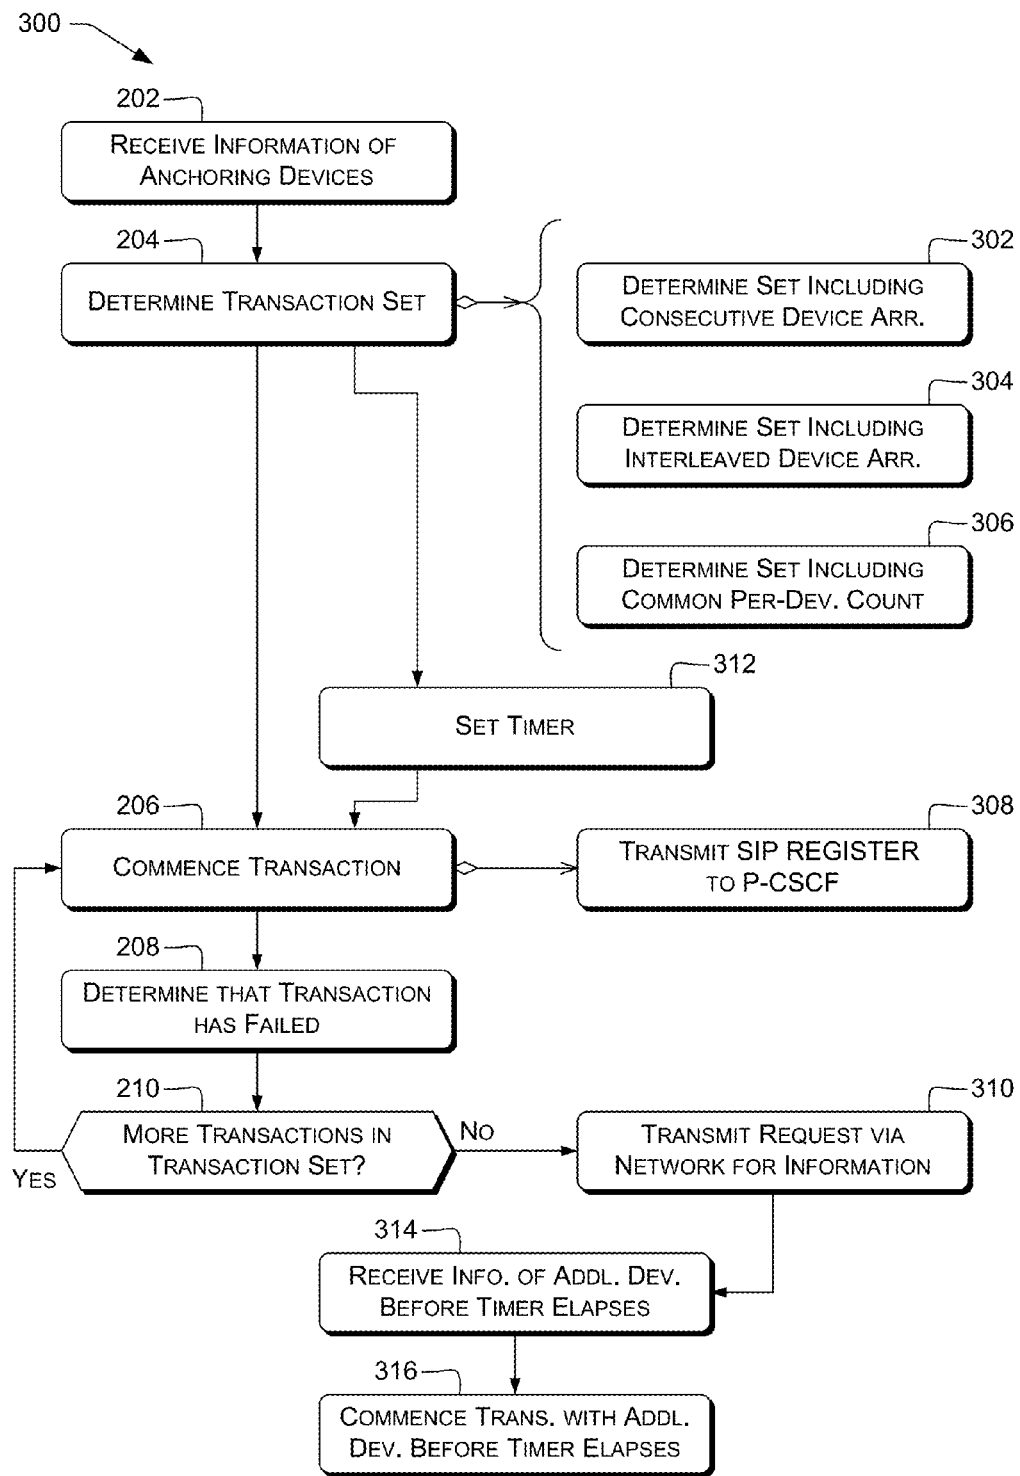 300
202
RECEIVE INFORMATION OF
ANCHORING DEVICES
204
DETERMINE TRANSACTION SET
302
DETERMINE SET INCLUDING
CONSECUTIVE DEVICE ARR.
304
DETERMINE SET INCLUDING
INTERLEAVED DEVICE ARR.
306
DETERMINE SET INCLUDING
COMMON PER-DEV. COUNT
312
SET TIMER
206
COMMENCE TRANSACTION
308
TRANSMIT SIP REGISTER
TO P-CSCF
208
DETERMINE THAT TRANSACTION
HAS FAILED
210
MORE TRANSACTIONS IN
TRANSACTION SET?
YES
NO
310
TRANSMIT REQUEST VIA
NETWORK FOR INFORMATION
314
RECEIVE INFO. OF ADDL. DEV.
BEFORE TIMER ELAPSES
316
COMMENCE TRANS. WITH ADDL.
DEV. BEFORE TIMER ELAPSES